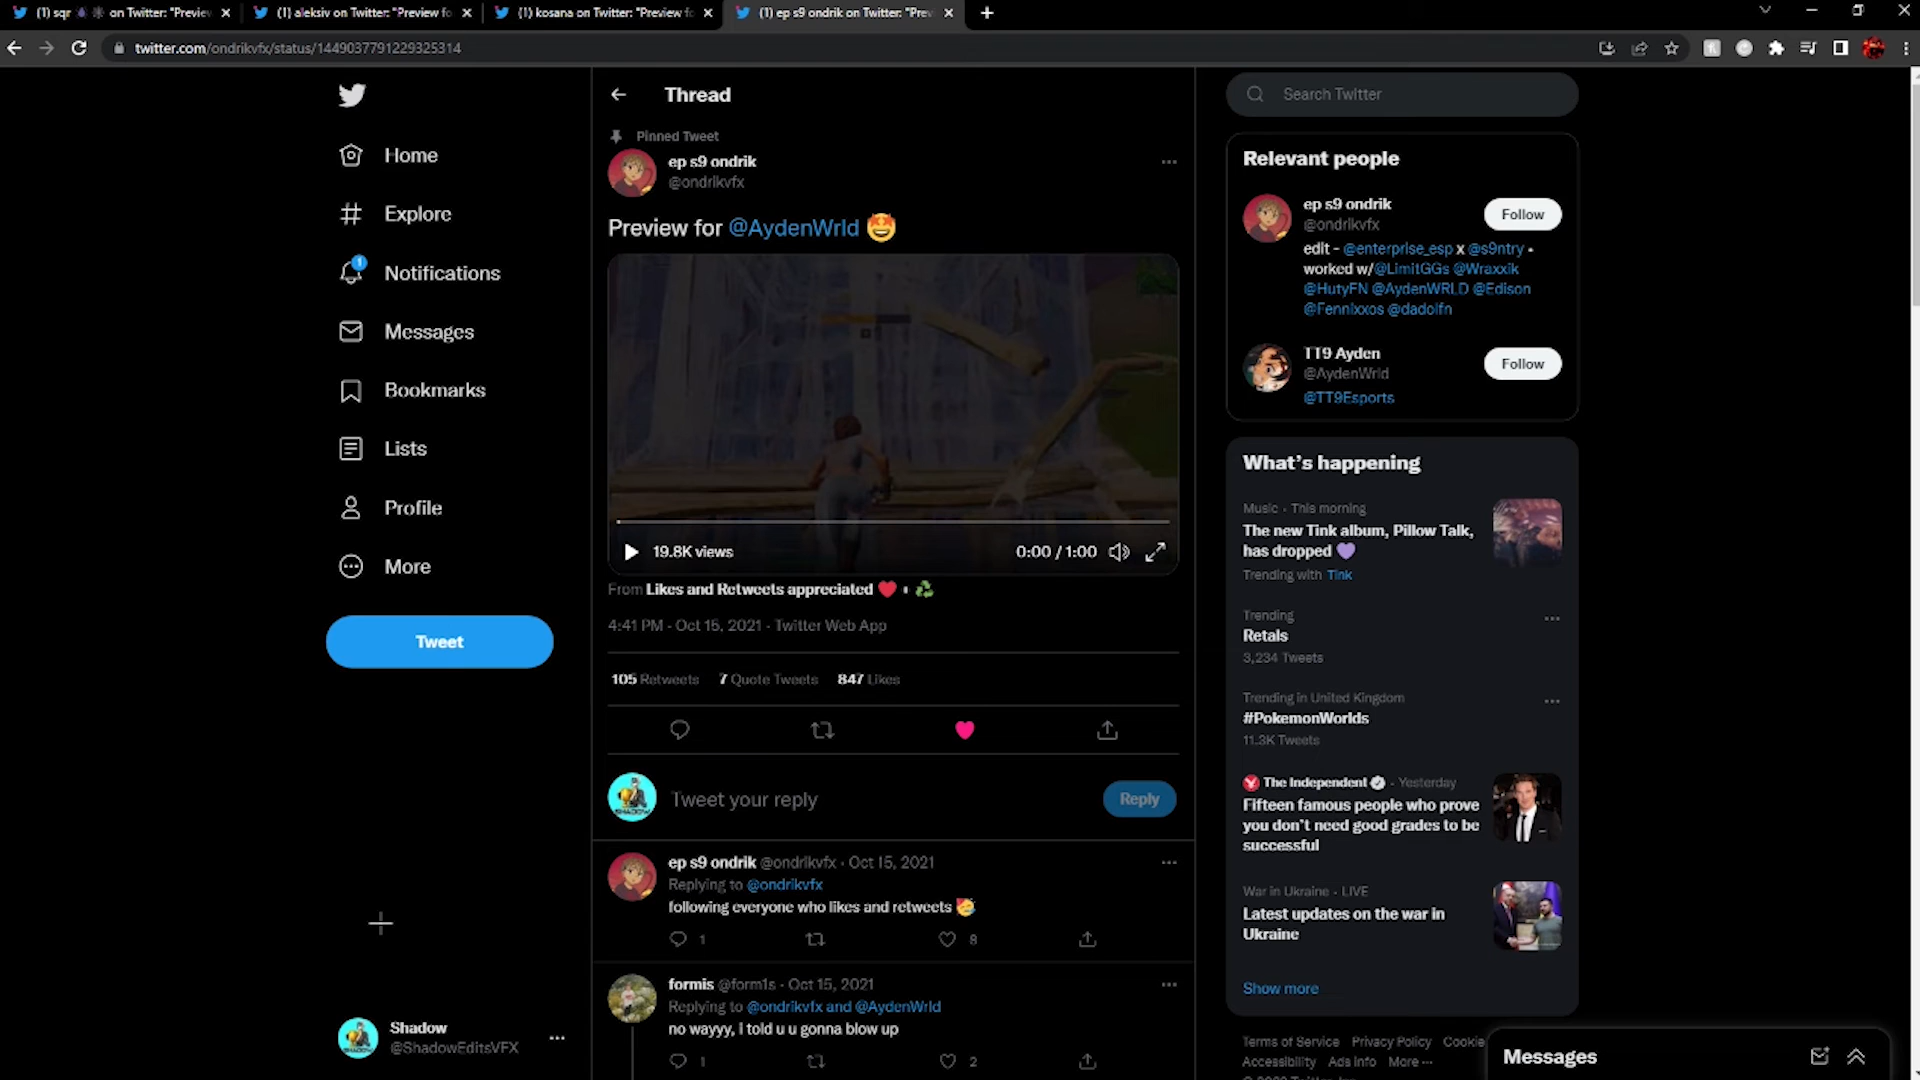 (1) sqr on Twitter: "Preview
(1) aleksiv on Twitter: "Preview fo
(1) kosana on Twitter: "Preview fo
(1) ep s9 ondrik on Twitter: "Prev
twitter.com/ondrikvfx/status/1449037791229325314
Home
Explore
1
Notifications
Messages
Bookmarks
Lists
Profile
More
Tweet
Shadow
@ShadowEditsVFX
Thread
Pinned Tweet
ep s9 ondrik
@ondrikvfx
Preview for @AydenWrld 🤩
19.8K views
0:00 / 1:00
From Likes and Retweets appreciated ❤️ · ♻️
4:41 PM · Oct 15, 2021 · Twitter Web App
105 Retweets 7 Quote Tweets 847 Likes
Tweet your reply
Reply
ep s9 ondrik @ondrikvfx · Oct 15, 2021
Replying to @ondrikvfx
following everyone who likes and retweets 🥳
1 8
formis @form1s · Oct 15, 2021
Replying to @ondrikvfx and @AydenWrld
no wayyy, i told u u gonna blow up
1 2
Search Twitter
Relevant people
ep s9 ondrik
@ondrikvfx
Follow
edit - @enterprise_esp x @s9ntry •
worked w/@LimitGGs @Wraxxik
@HutyFN @AydenWRLD @Edison
@Fennixxos @dadolfn
TT9 Ayden
@AydenWrld
Follow
@TT9Esports
What's happening
Music · This morning
The new Tink album, Pillow Talk,
has dropped 💜
Trending with Tink
Trending
Retals
3,234 Tweets
Trending in United Kingdom
#PokemonWorlds
11.3K Tweets
The Independent · Yesterday
Fifteen famous people who prove
you don't need good grades to be
successful
War in Ukraine · LIVE
Latest updates on the war in
Ukraine
Show more
Terms of Service Privacy Policy Cookie
Accessibility Ads info More ···
Messages